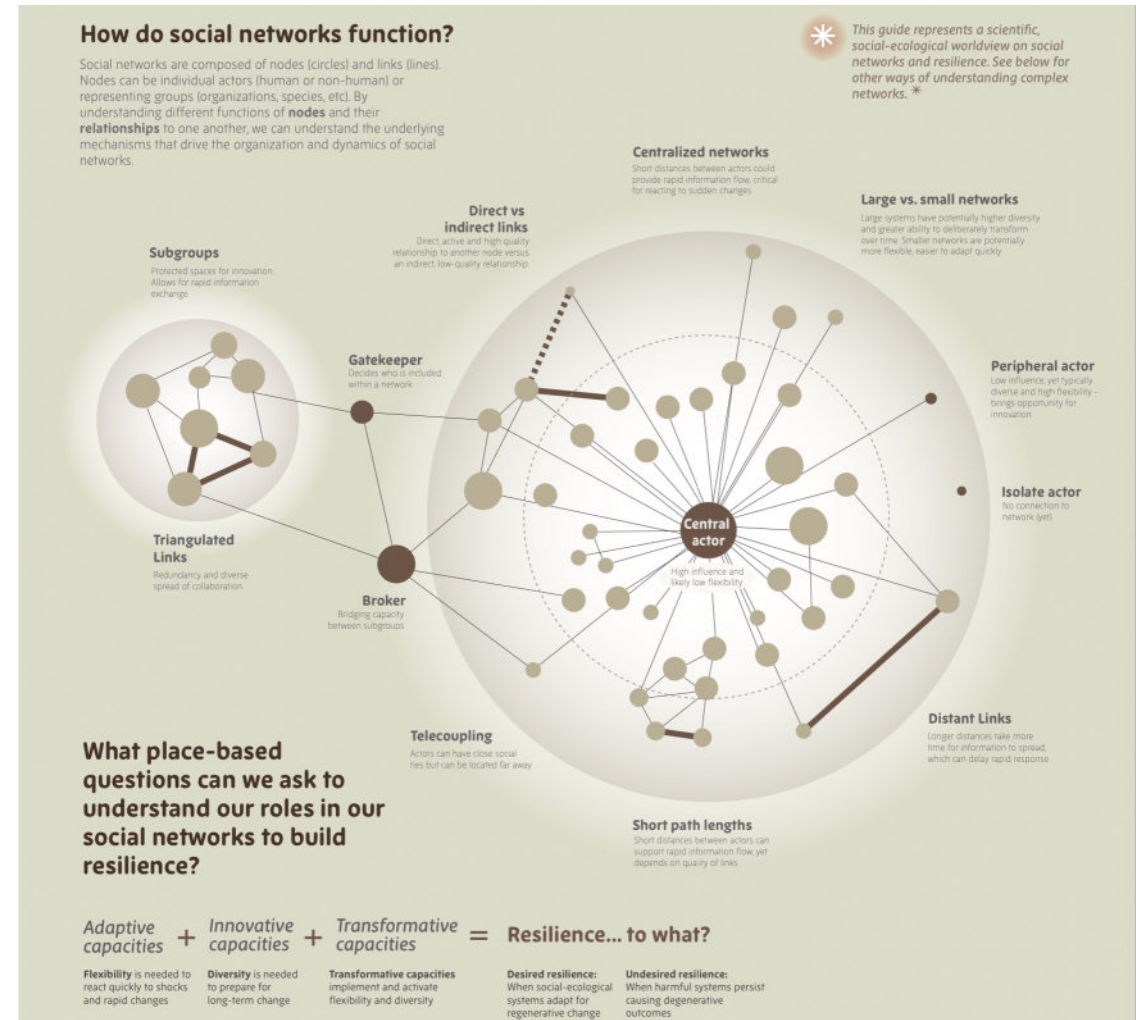 How do social networks function?
Social networks are composed of nodes (circles) and links (lines).
Nodes can be individual actors (human or non-human) or
representing groups (organizations, species, etc). By
understanding different functions of nodes and their
relationships to one another, we can understand the underlying
mechanisms that drive the organization and dynamics of social
networks.
This guide represents a scientific,
social-ecological worldview on social
networks and resilience. See below for
other ways of understanding complex
networks. *
Centralized networks
Short distances between actors could
provide rapid information flow, critical
for reacting to sudden changes
Large vs. small networks
Large systems have potentially higher diversity
and greater ability to deliberately transform
over time. Smaller networks are potentially
more flexible, easier to adapt quickly
Direct vs
indirect links
Direct, active and high quality
relationship to another node versus
an indirect, low-quality relationship.
Subgroups
Protected spaces for innovation.
Allows for rapid information
exchange
Gatekeeper
Decides who is included
within a network
Peripheral actor
Low influence, yet typically
diverse and high flexibility -
brings opportunity for
innovation
Isolate actor
No connection to
network (yet)
Central
actor
High influence and
likely low flexibility
Triangulated
Links
Redundancy and diverse
spread of collaboration
Broker
Bridging capacity
between subgroups
Telecoupling
Actors can have close social
ties but can be located far away
Distant Links
Longer distances take more
time for information to spread,
which can delay rapid response
Short path lengths
Short distances between actors can
support rapid information flow, yet
depends on quality of links.
What place-based
questions can we ask to
understand our roles in our
social networks to build
resilience?
Adaptive
capacities
+
Innovative
capacities
+
Transformative
capacities
=
Resilience... to what?
Flexibility is needed to
react quickly to shocks
and rapid changes
Diversity is needed
to prepare for
long-term change
Transformative capacities
implement and activate
flexibility and diversity
Desired resilience:
When social-ecological
systems adapt for
regenerative change
Undesired resilience:
When harmful systems persist
causing degenerative
outcomes